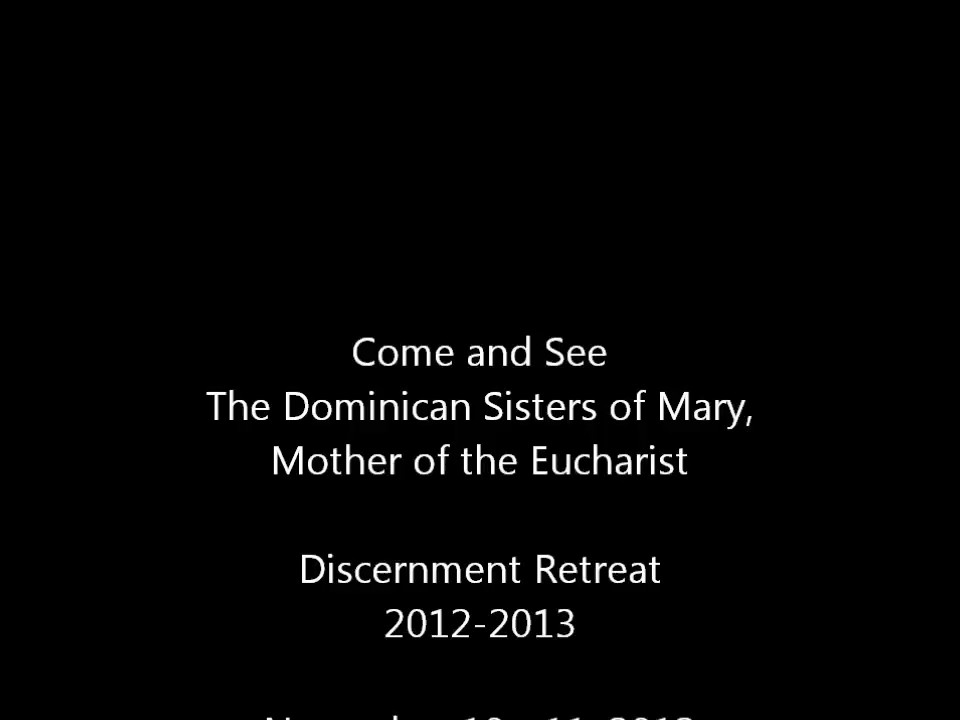 Come and See
The Dominican Sisters of Mary,
Mother of the Eucharist
Discernment Retreat
2012-2013